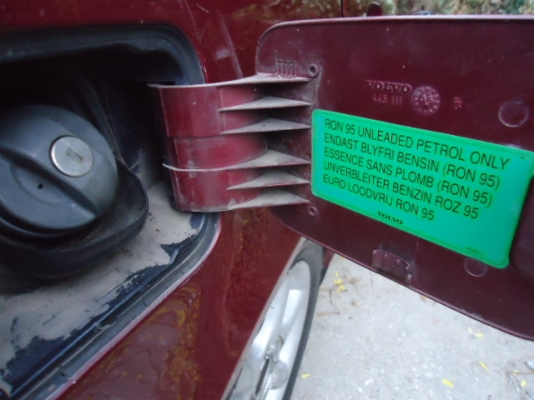 VOLVO
RON 95 UNLEADED PETROL ONLY
ENDAST BLYFRI BENSIN (RON 95)
ESSENCE SANS PLOMB (RON 95)
UNVERBLEITER BENZIN ROZ 95
EURO LOODVRIJ RON 95
VOLVO